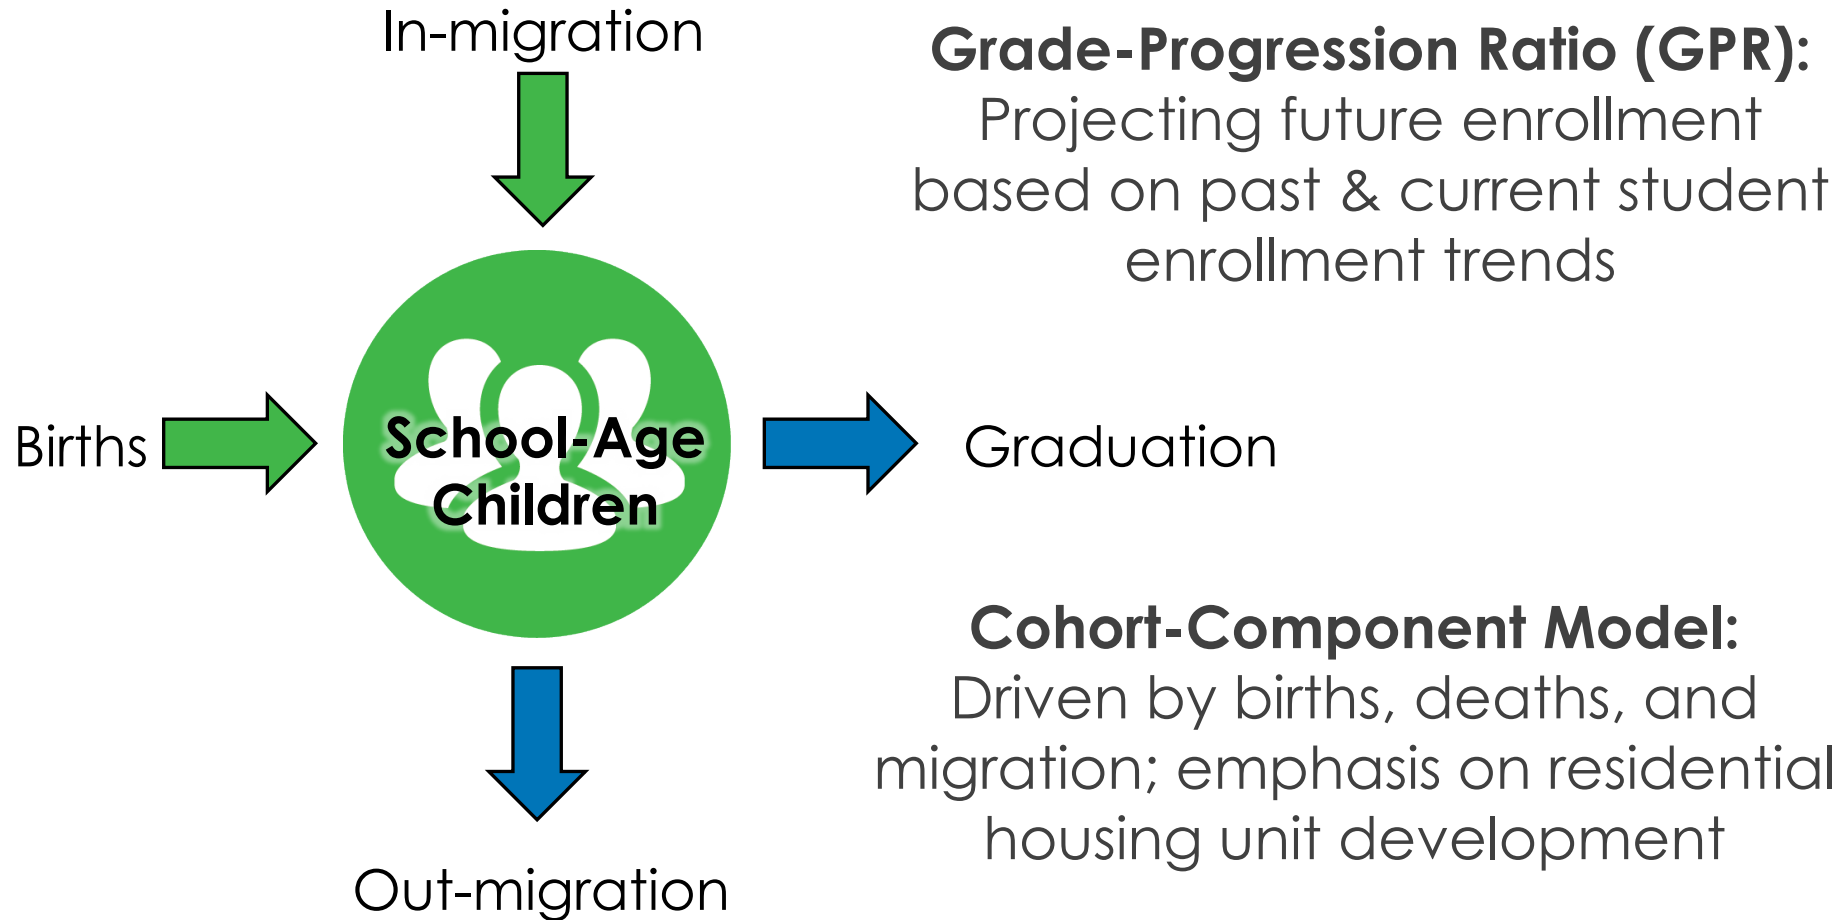 In-migration
Grade-Progression Ratio (GPR):
Projecting future enrollment
based on past & current student
enrollment trends
Births
School-Age
Children
Graduation
Cohort-Component Model:
Driven by births, deaths, and
migration; emphasis on residential
housing unit development
Out-migration